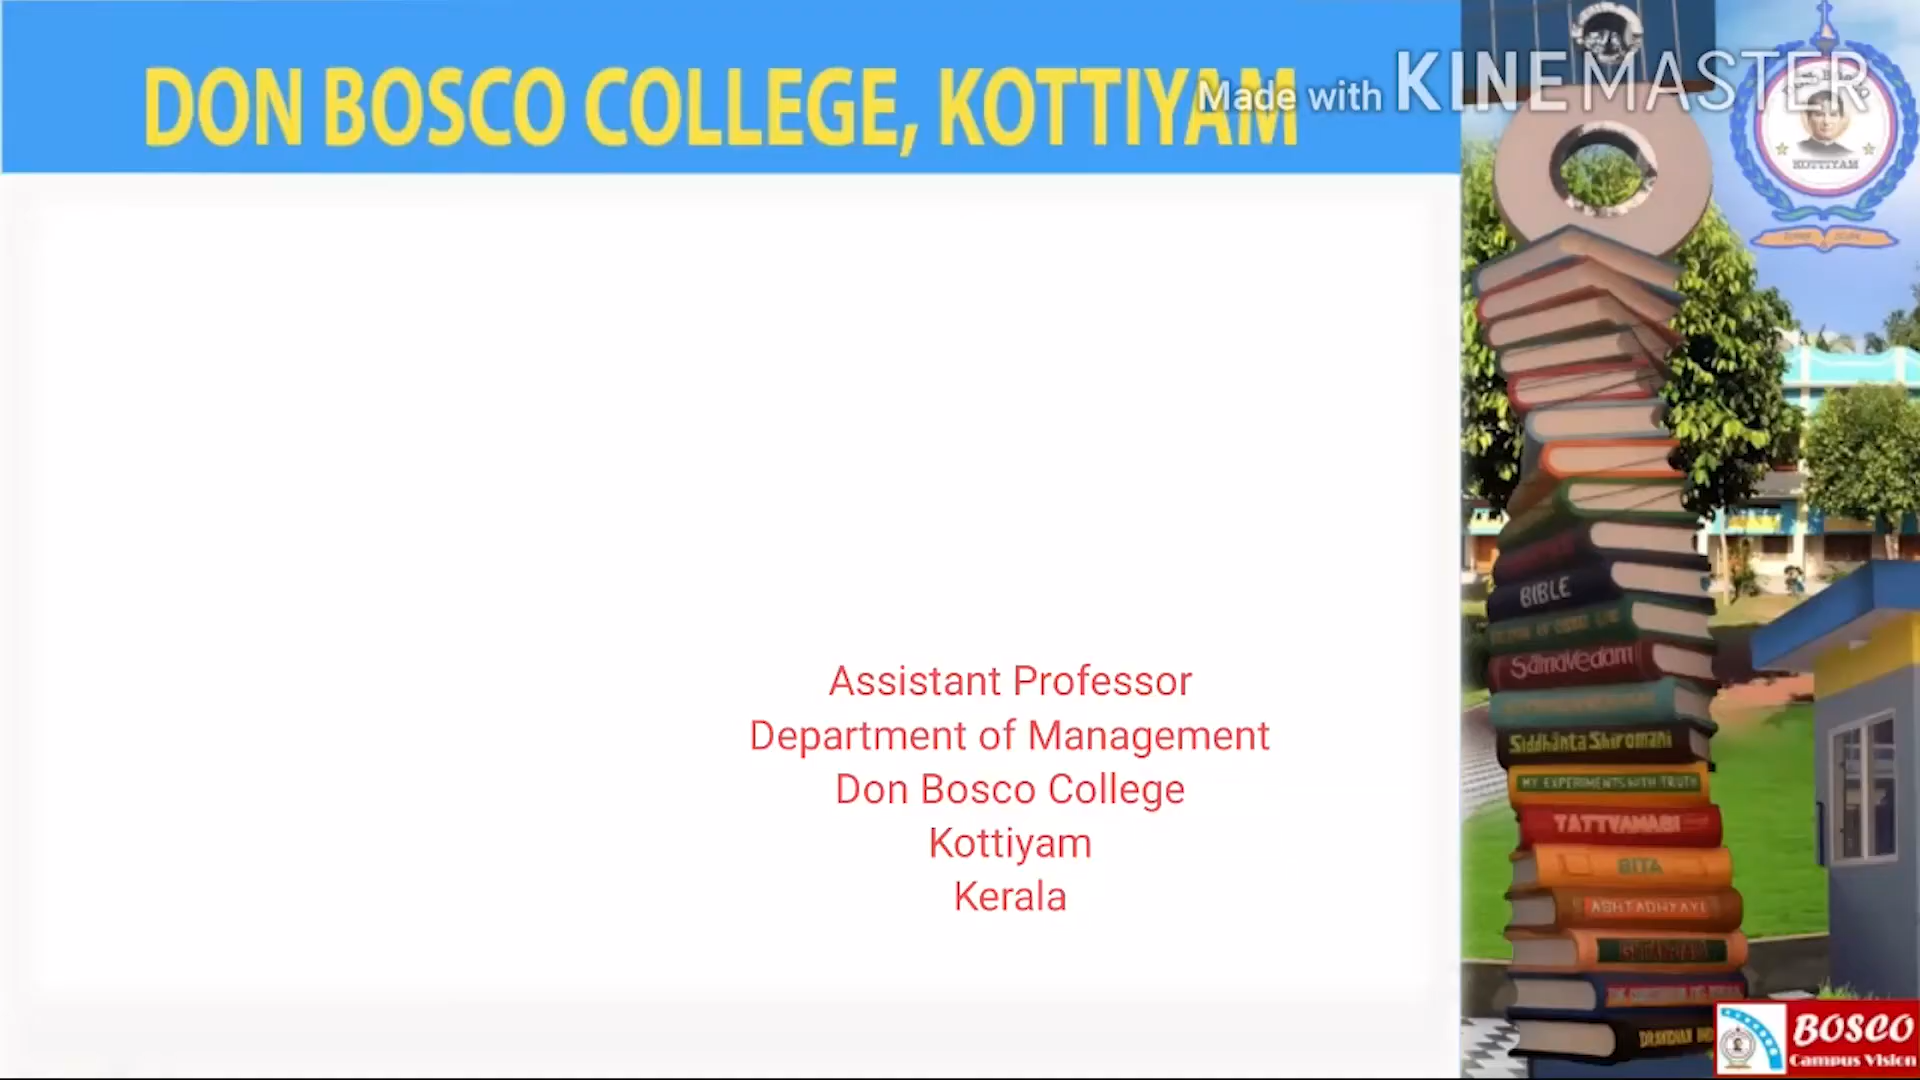 DON BOSCO COLLEGE, KOTTIYAM
Made with KINEMASTER
KOTTIYAM
Assistant Professor
Department of Management
Don Bosco College
Kottiyam
Kerala
BIBLE
Samavedam
Siddhanta Shiromani
MY EXPERIMENTS WITH TRUTH
TATTVAMASI
GITA
ASHTADHYAYI
BOSCO
Campus Vision